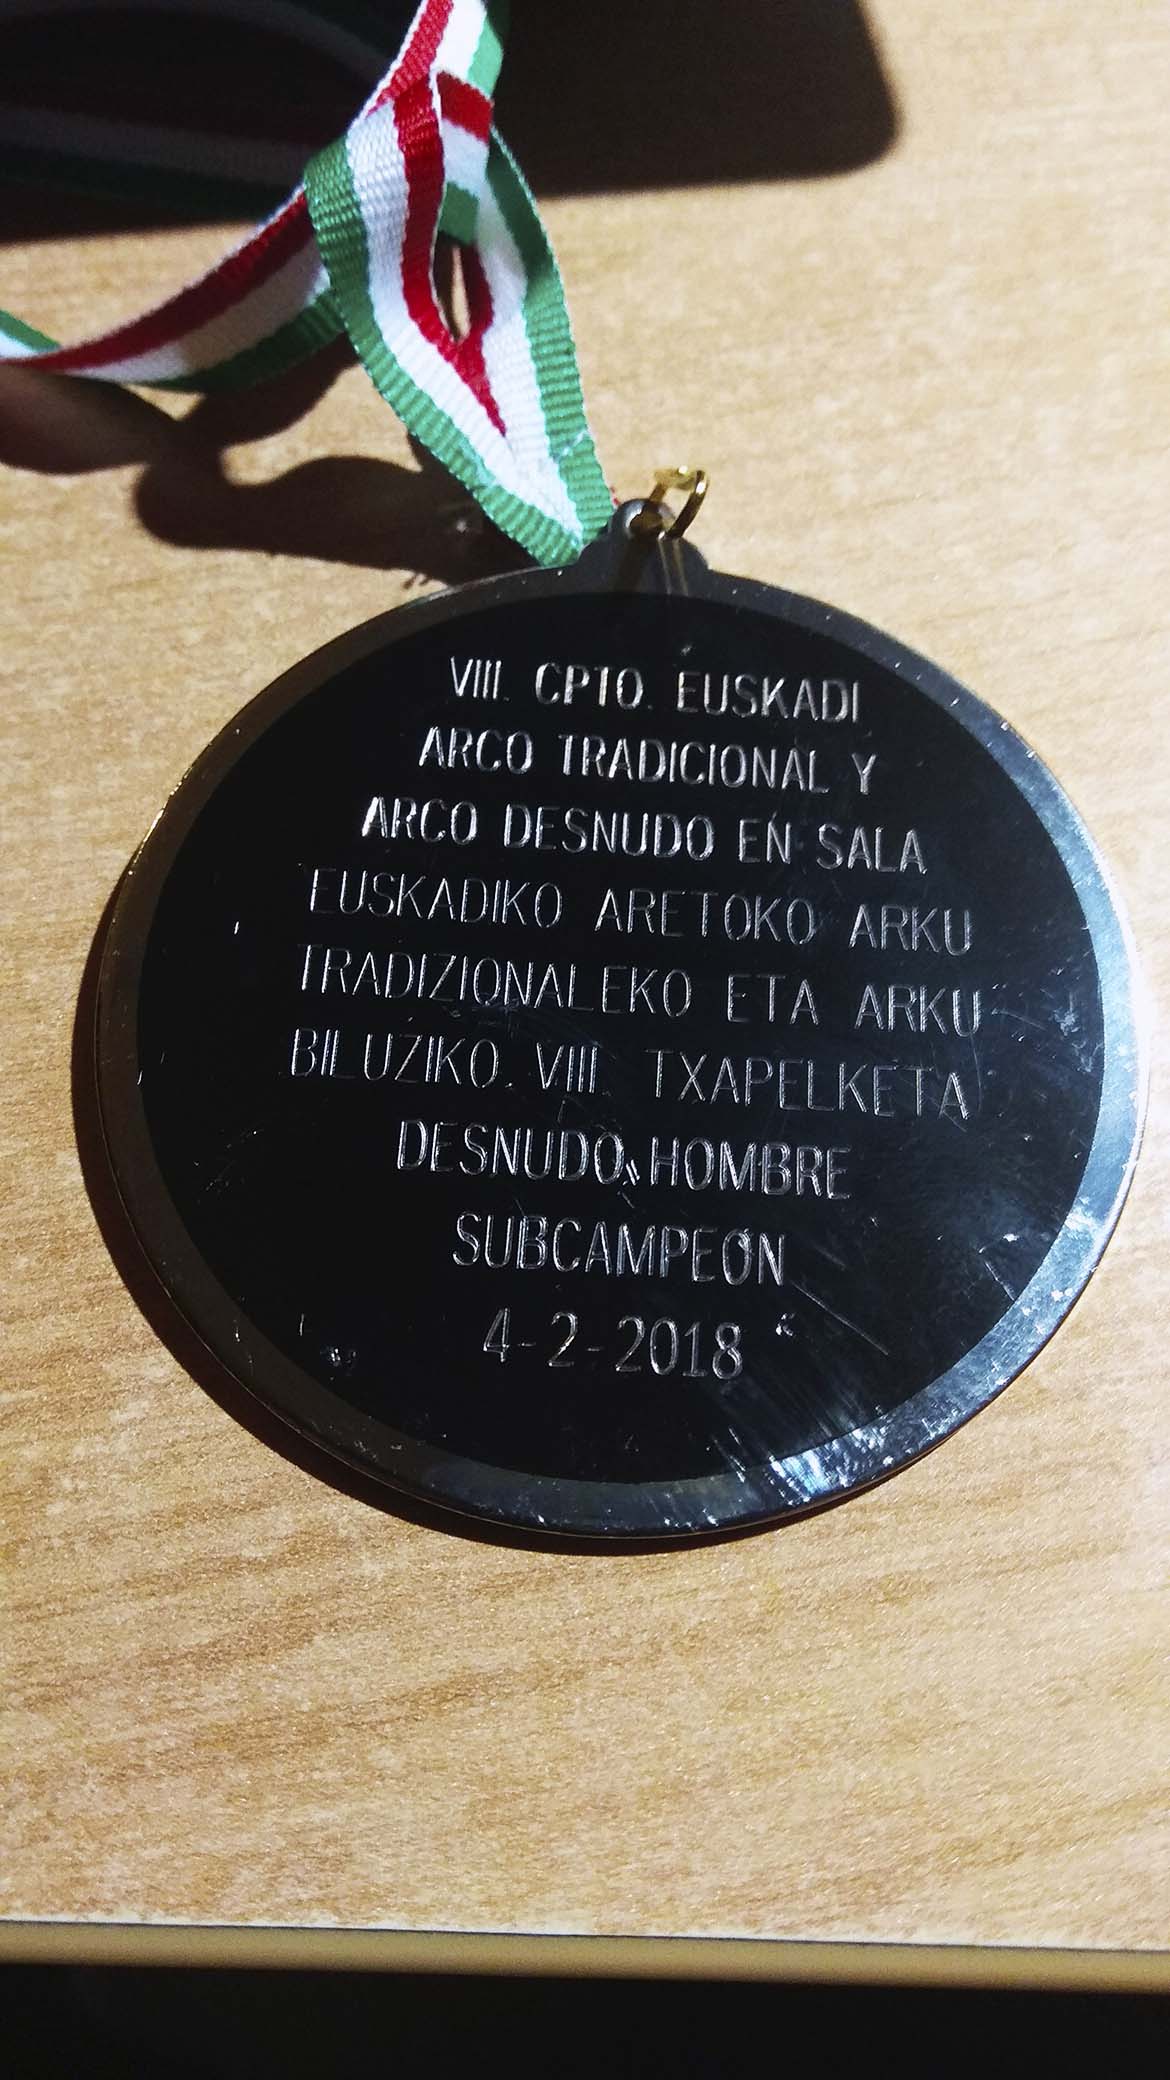 VIII. CPTO. EUSKADI
ARCO TRADICIONAL Y
ARCO DESNUDO EN SALA
EUSKADIKO ARETOKO ARKU
TRADIZIONALEKO ETA ARKU
BILUZIKO VIII. TXAPELKETA
DESNUDO HOMBRE
SUBCAMPEÓN
4-2-2018